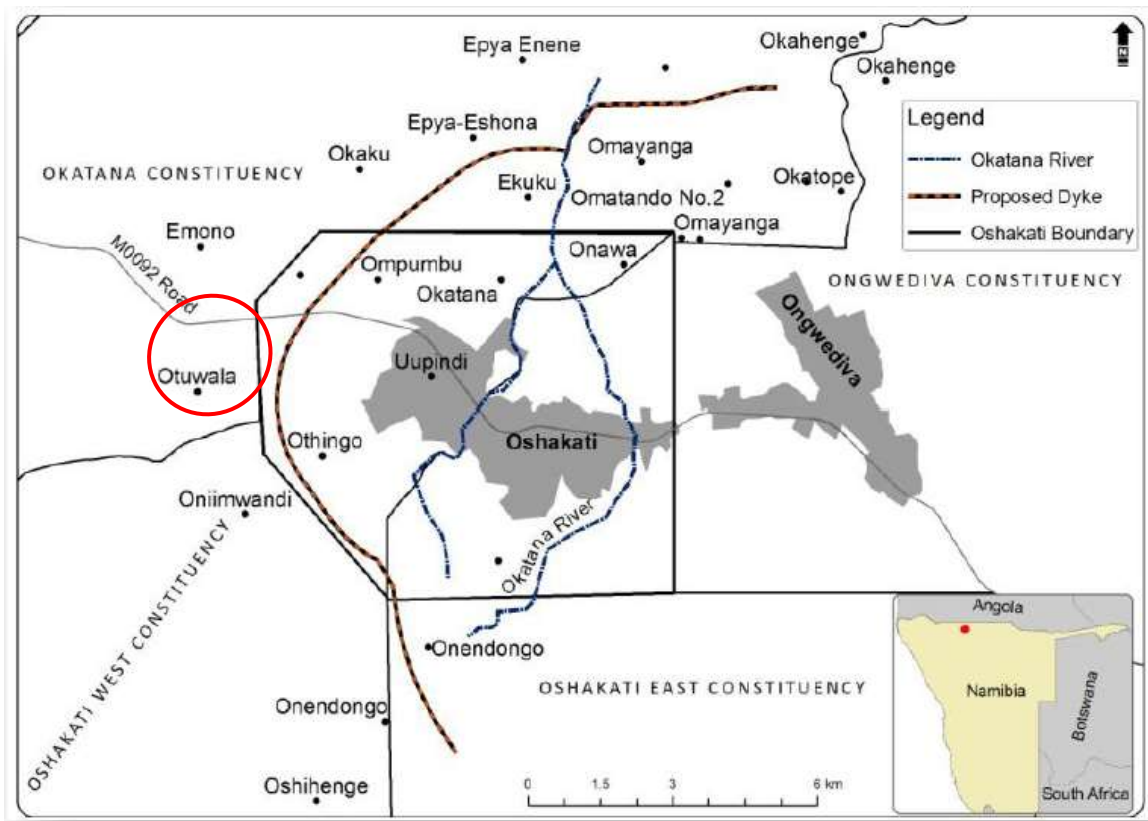 Epya Enene
Okahenge
Okahenge
N
Legend
Okatana River
Proposed Dyke
Oshakati Boundary
Epya-Eshona
Omayanga
Okaku
OKATANA CONSTITUENCY
Ekuku
Omatando No.2
Okatope
Emono
Omayanga
M0092 Road
Ompumbu
Onawa
Okatana
ONGWEDIVA CONSTITUENCY
Ongwediva
Uupindi
Otuwala
Oshakati
Othingo
Oniimwandi
Okatana River
OSHAKATI WEST CONSTITUENCY
Onendongo
OSHAKATI EAST CONSTITUENCY
Onendongo
Oshihenge
0 1.5 3 6 km
Angola
Namibia
Botswana
South Africa